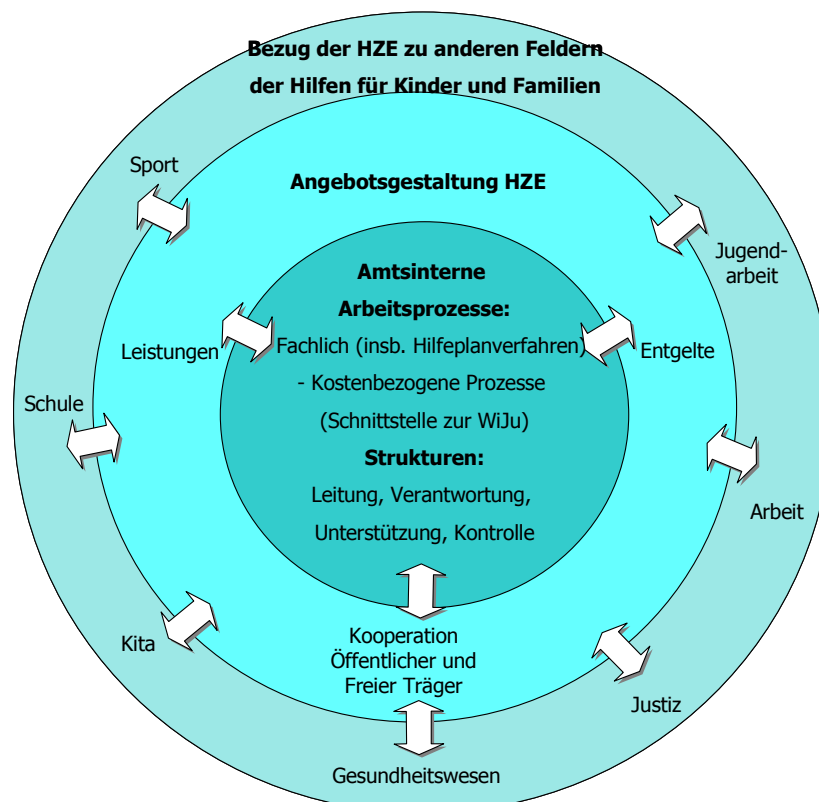 Bezug der HZE zu anderen Feldern
der Hilfen für Kinder und Familien
Sport
Angebotsgestaltung HZE
Jugend-
arbeit
Amtsinterne
Arbeitsprozesse:
Fachlich (insb. Hilfeplanverfahren)
- Kostenbezogene Prozesse
(Schnittstelle zur WiJu)
Strukturen:
Leitung, Verantwortung,
Unterstützung, Kontrolle
Leistungen
Entgelte
Schule
Arbeit
Kita
Kooperation
Öffentlicher und
Freier Träger
Justiz
Gesundheitswesen